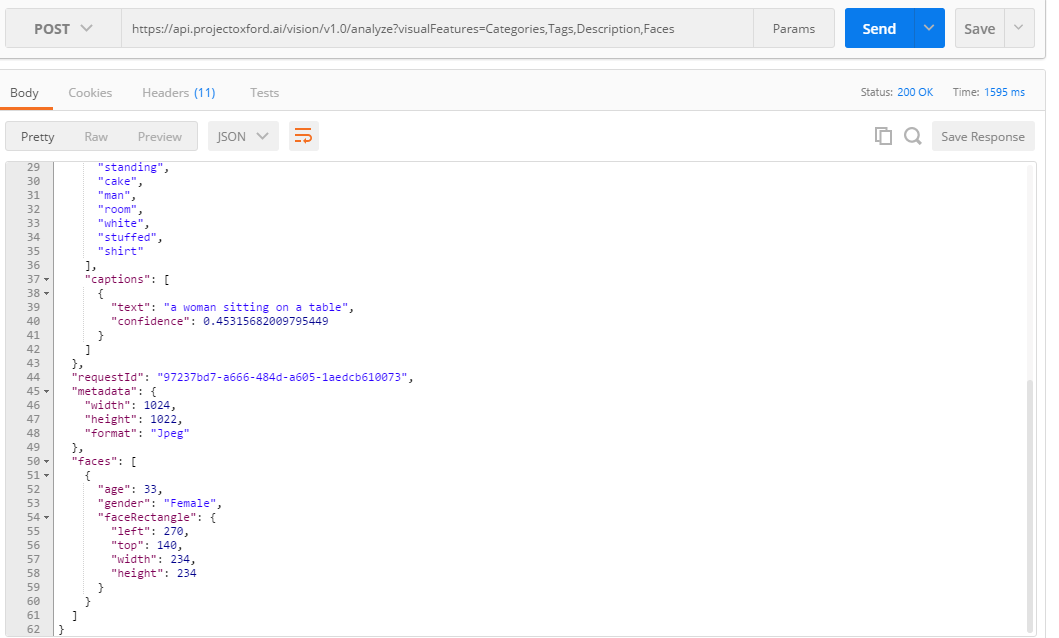 POST https://api.projectoxford.ai/vision/v1.0/analyze?visualFeatures=Categories,Tags,Description,Faces Params Send Save
Body Cookies Headers (11) Tests Status: 200 OK Time: 1595 ms
Pretty Raw Preview JSON Save Response
29 "standing",
30 "cake",
31 "man",
32 "room",
33 "white",
34 "stuffed",
35 "shirt"
36 ],
37 "captions": [
38 {
39 "text": "a woman sitting on a table",
40 "confidence": 0.45315682009795449
41 }
42 ]
43 },
44 "requestId": "97237bd7-a666-484d-a605-1aedcb610073",
45 "metadata": {
46 "width": 1024,
47 "height": 1022,
48 "format": "Jpeg"
49 },
50 "faces": [
51 {
52 "age": 33,
53 "gender": "Female",
54 "faceRectangle": {
55 "left": 270,
56 "top": 140,
57 "width": 234,
58 "height": 234
59 }
60 }
61 ]
62 }